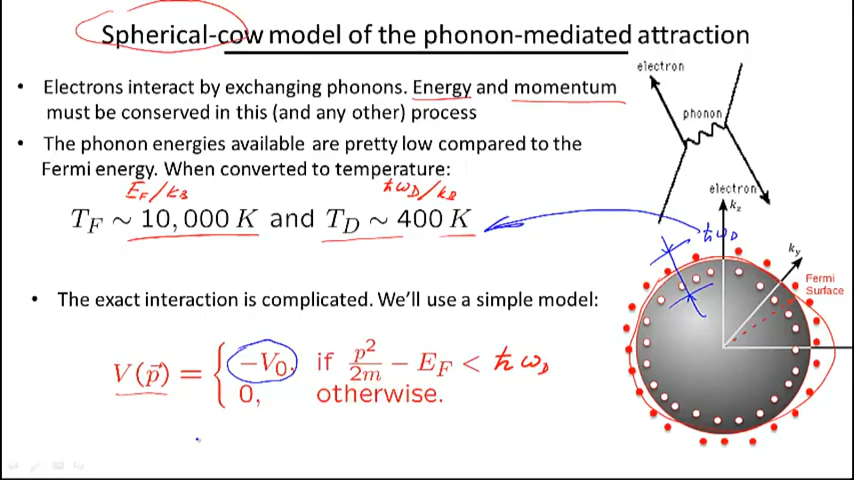 Spherical-cow model of the phonon-mediated attraction
• Electrons interact by exchanging phonons. Energy and momentum
must be conserved in this (and any other) process
• The phonon energies available are pretty low compared to the
Fermi energy. When converted to temperature:
E_F/k_B
ħω_D/k_B
T_F ~ 10,000 K and T_D ~ 400 K
• The exact interaction is complicated. We'll use a simple model:
V(p⃗) = { −V₀, if p²/2m − E_F < ħω_D
0, otherwise.
electron
phonon
electron
k_z
ħω_D
k_y
Fermi
Surface